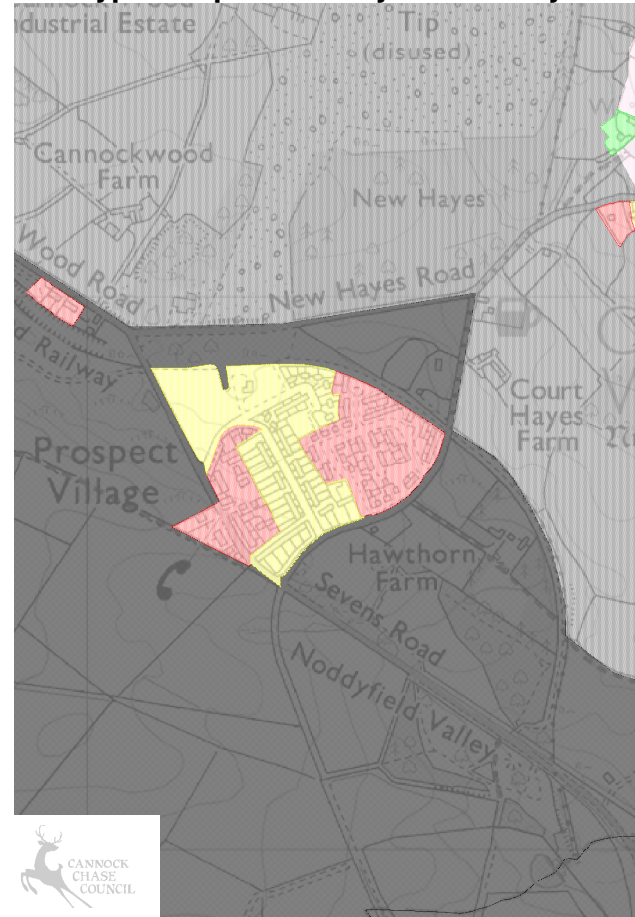 ndustrial Estate
Tip
(disused)
Cannockwood
Farm
New Hayes
Wood Road
New Hayes Road
d Railway
Court
Hayes
Farm
Prospect
Village
Hawthorn
Farm
Sevens Road
Noddyfield Valley
CANNOCK
CHASE
COUNCIL